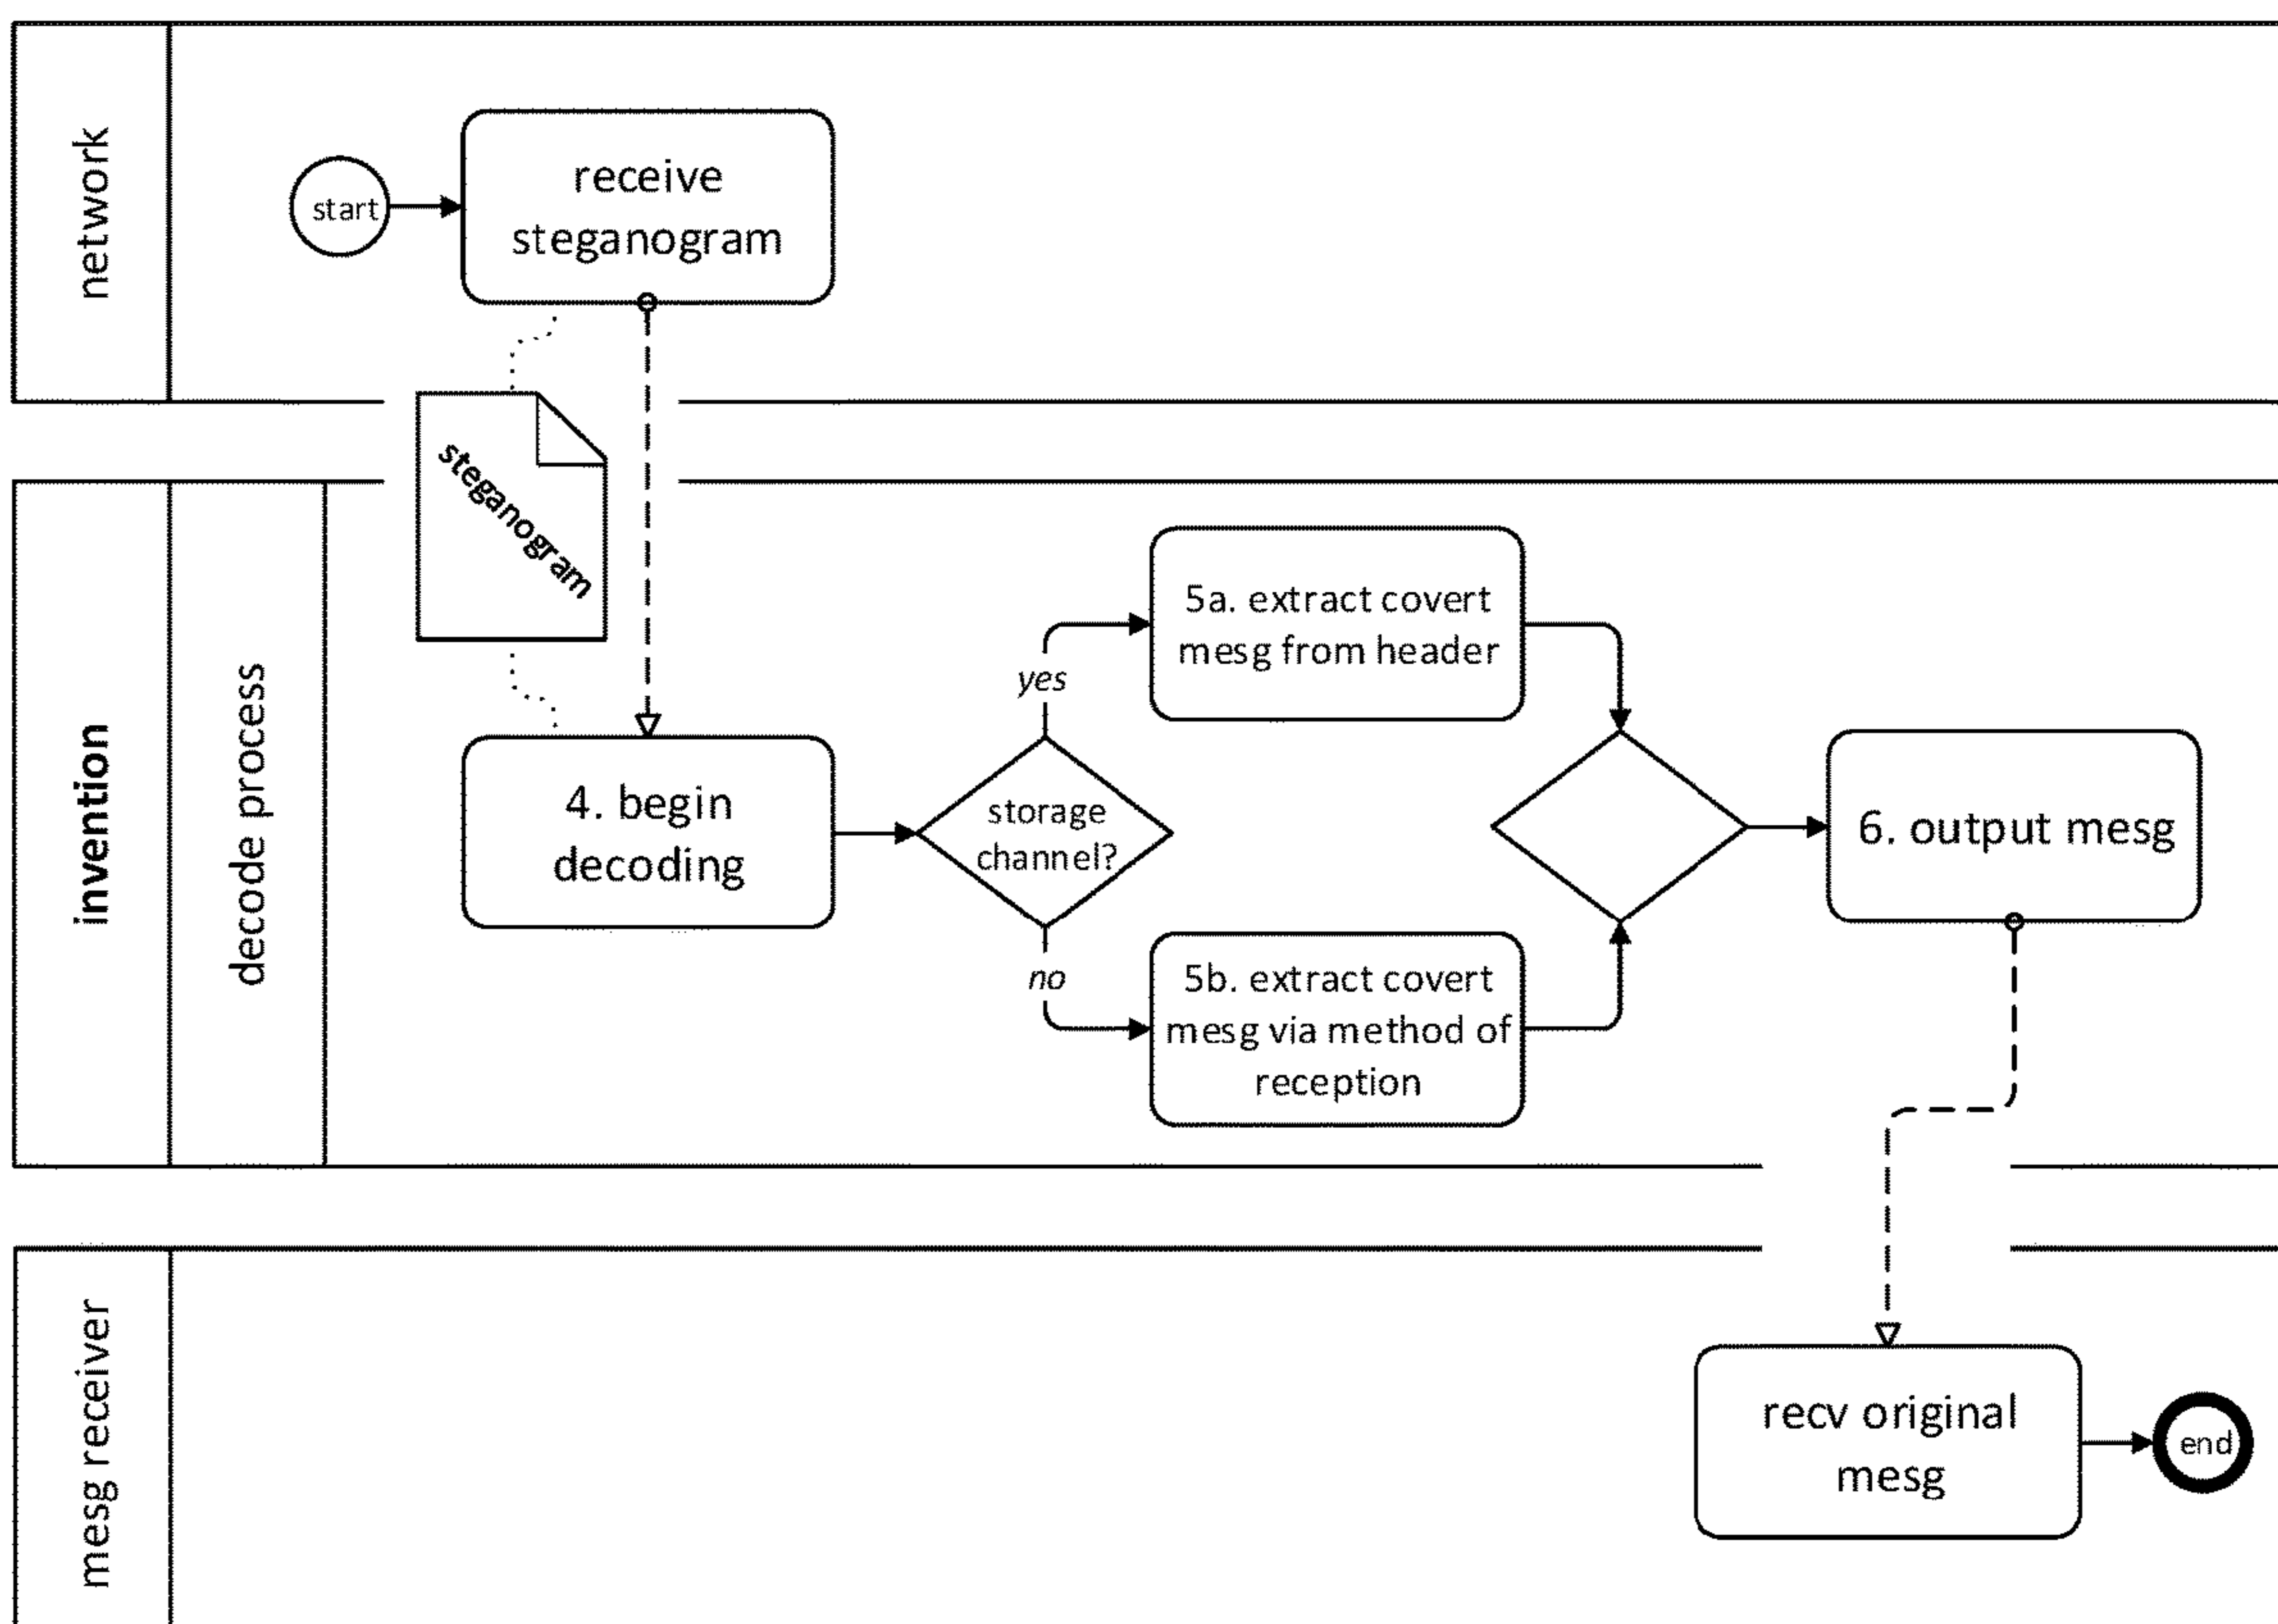 network
start
receive
steganogram
steganogram
invention
decode process
4. begin
decoding
storage
channel?
yes
5a. extract covert
mesg from header
no
5b. extract covert
mesg via method of
reception
6. output mesg
mesg receiver
recv original
mesg
end